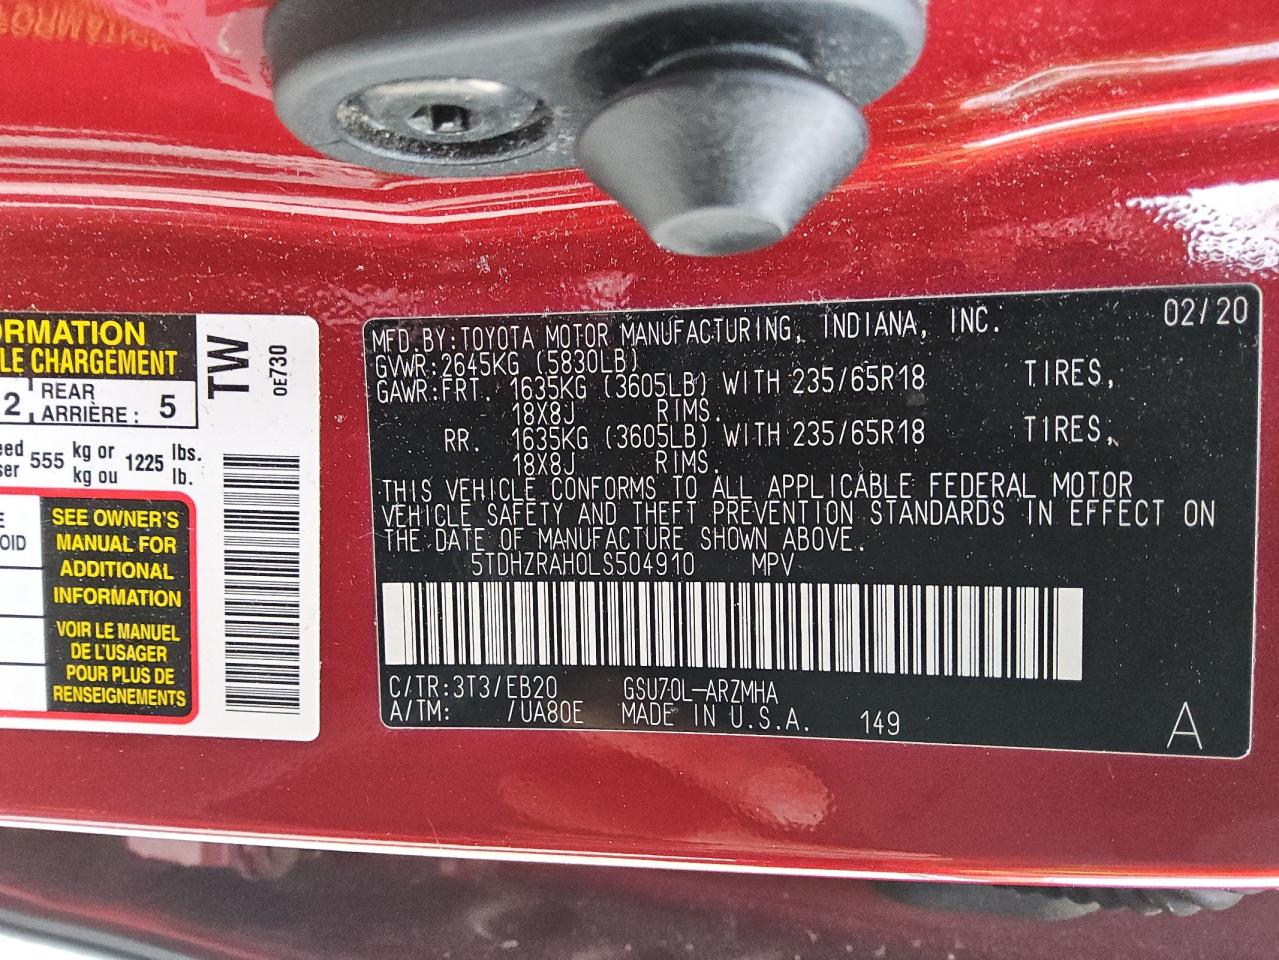 ORMATION
LE CHARGEMENT
2 REAR
ARRIÈRE : 5
555 kg or 1225 lbs.
kg ou lb.
OID
SEE OWNER'S
MANUAL FOR
ADDITIONAL
INFORMATION
VOIR LE MANUEL
DE L'USAGER
POUR PLUS DE
RENSEIGNEMENTS
TW
0E730
02/20
MFD.BY:TOYOTA MOTOR MANUFACTURING, INDIANA, INC.
GVWR:2645KG (5830LB)
GAWR:FRT. 1635KG (3605LB) WITH 235/65R18 TIRES,
18X8J RIMS.
RR. 1635KG (3605LB) WITH 235/65R18 TIRES,
18X8J RIMS.
THIS VEHICLE CONFORMS TO ALL APPLICABLE FEDERAL MOTOR
VEHICLE SAFETY AND THEFT PREVENTION STANDARDS IN EFFECT ON
THE DATE OF MANUFACTURE SHOWN ABOVE.
5TDHZRAH0LS504910 MPV
C/TR:3T3/EB20 GSU70L-ARZMHA
A/TM: /UA80E MADE IN U.S.A. 149 A